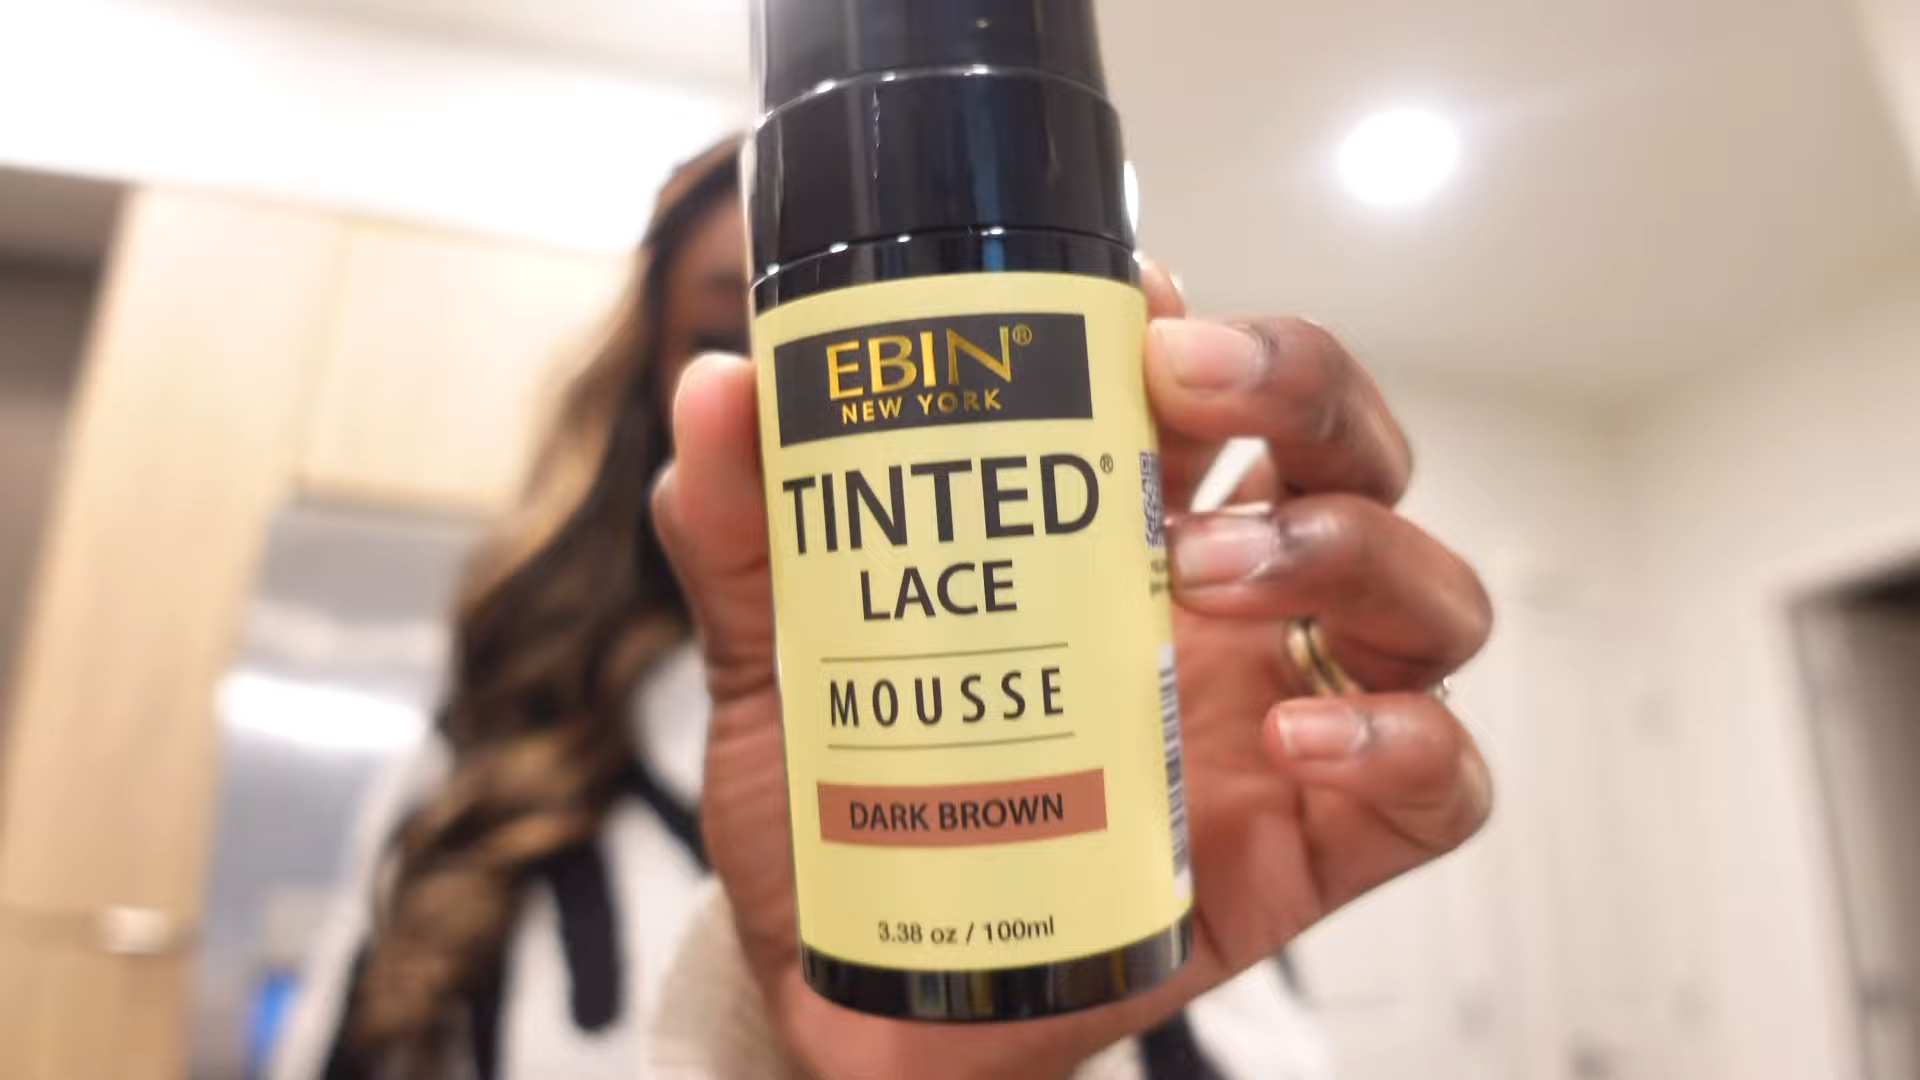 EBIN®
NEW YORK
TINTED®
LACE
MOUSSE
DARK BROWN
3.38 oz / 100ml